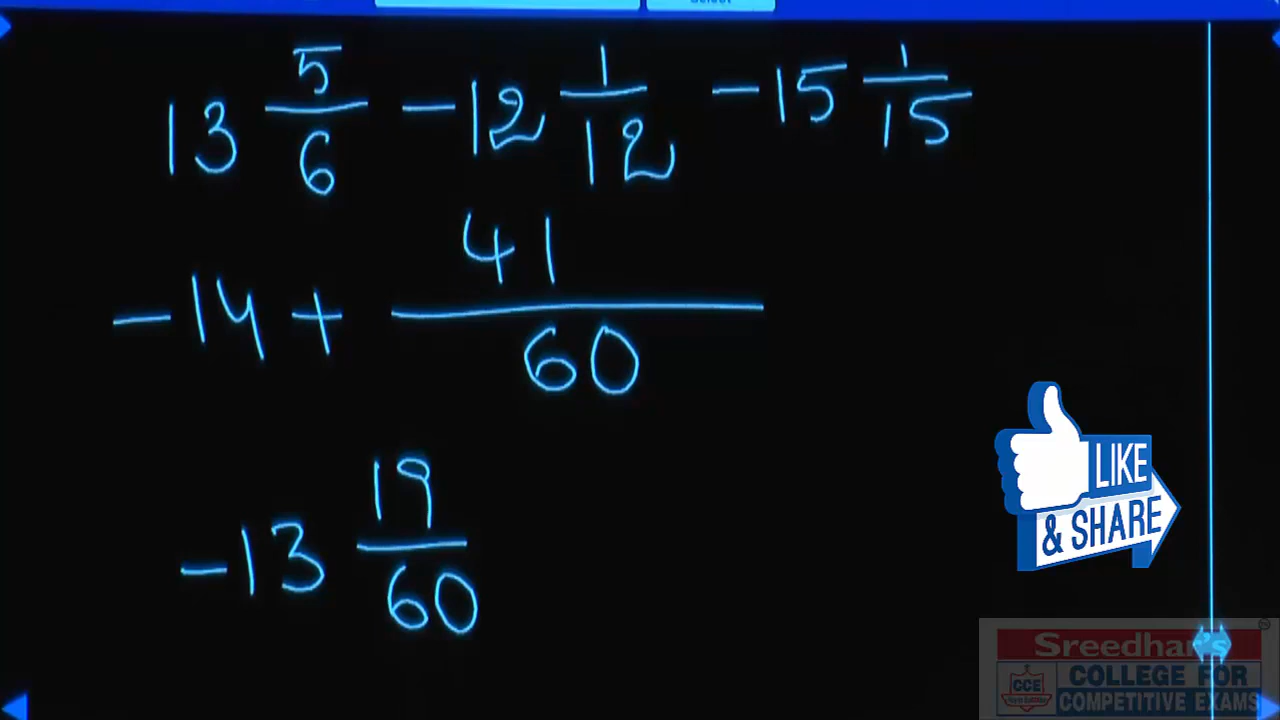 Select
13 5/6 - 12 1/12 - 15 1/15
-14 + 41/60
-13 19/60
LIKE
& SHARE
Sreedhar's
CCE
COLLEGE FOR
COMPETITIVE EXAMS